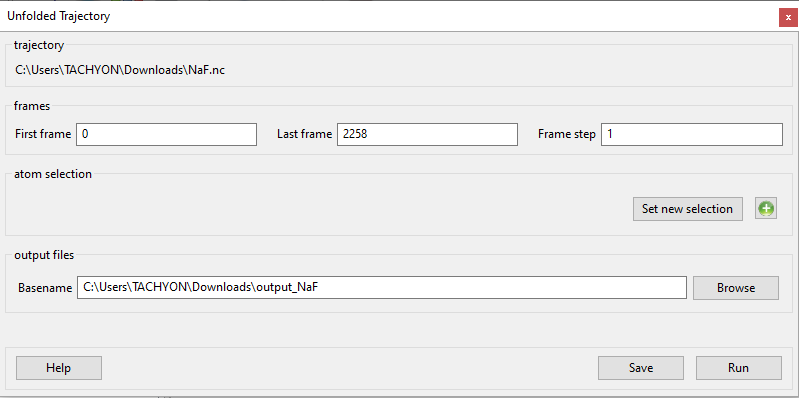 Unfolded Trajectory
x
trajectory
C:\Users\TACHYON\Downloads\NaF.nc
frames
First frame 0 Last frame 2258 Frame step 1
atom selection
Set new selection
output files
Basename C:\Users\TACHYON\Downloads\output_NaF Browse
Help Save Run